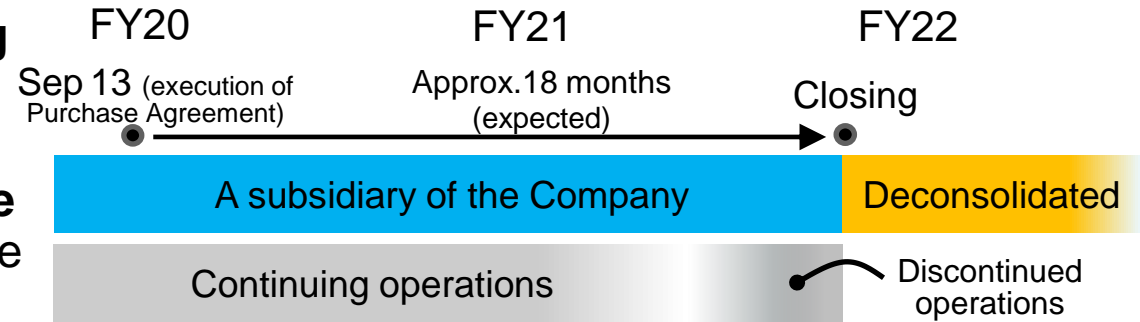 FY20 FY21 FY22
g
Sep 13 (execution of
Purchase Agreement)
Approx.18 months
(expected)
Closing
A subsidiary of the Company
Deconsolidated
e
e
Continuing operations
Discontinued
operations